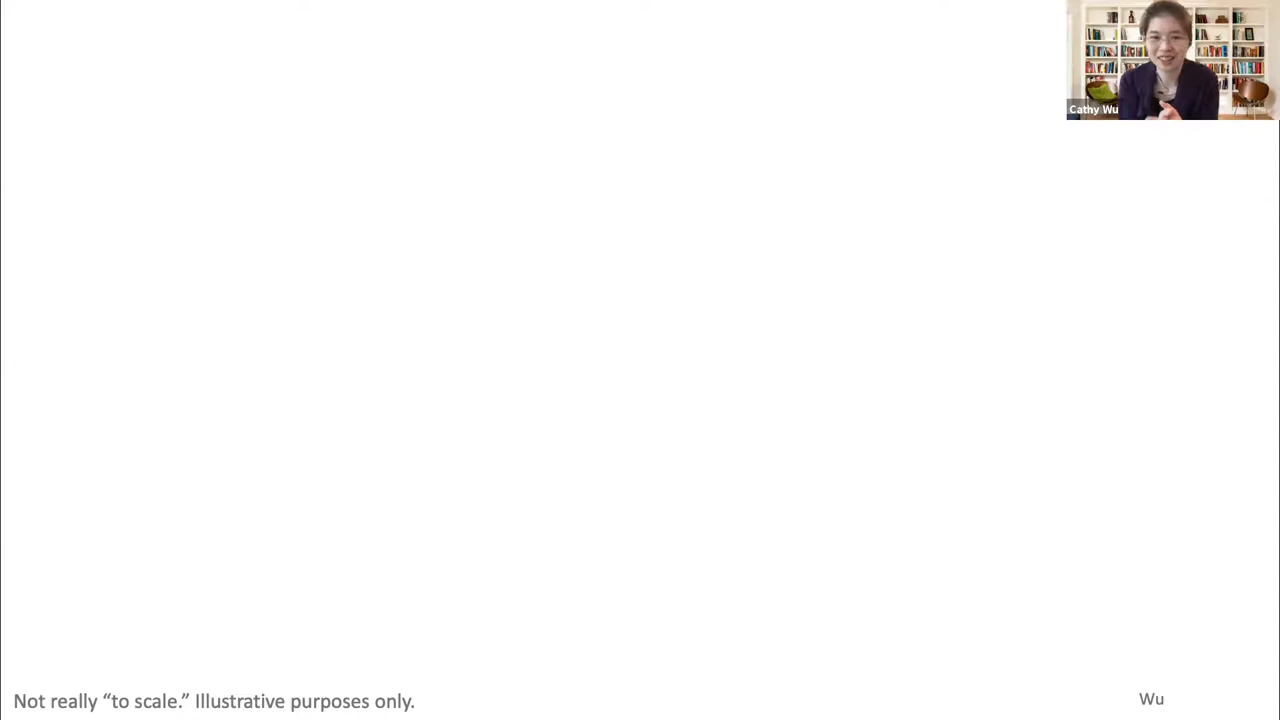 Cathy Wu
Not really “to scale.” Illustrative purposes only.
Wu